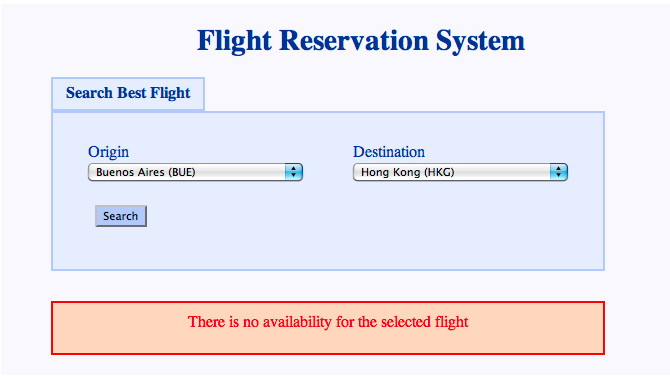 Flight Reservation System
Search Best Flight
Origin
Destination
Buenos Aires (BUE)
Hong Kong (HKG)
Search
There is no availability for the selected flight